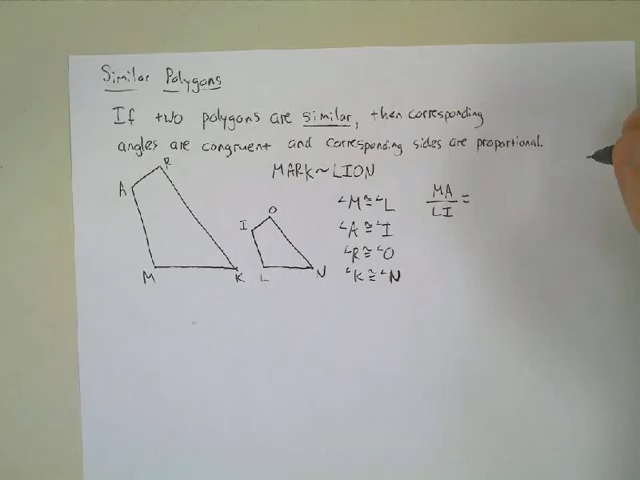 Similar Polygons
If two polygons are similar, then corresponding
angles are congruent and corresponding sides are proportional.
MARK~LION
A R
M K
I O
L N
∠M≅∠L
∠A≅∠I
∠R≅∠O
∠K≅∠N
MA/LI =